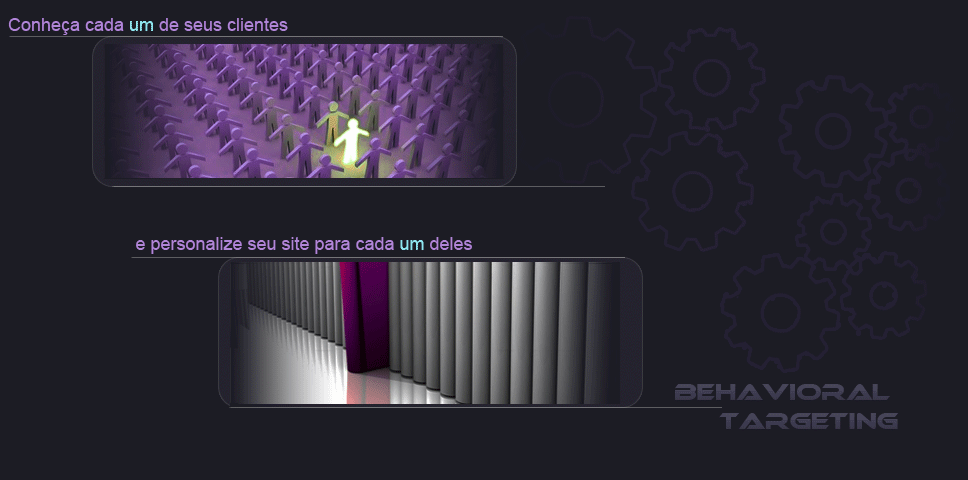 Conheça cada um de seus clientes
e personalize seu site para cada um deles
BEHAVIORAL
TARGETING